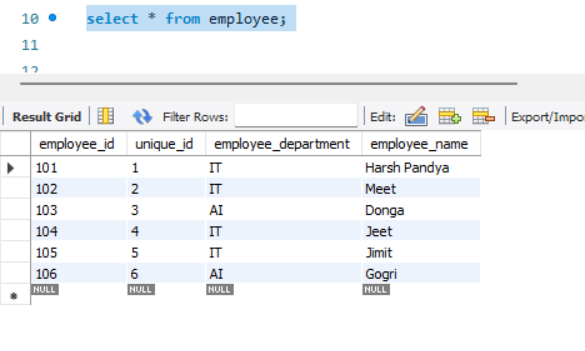 10 select * from employee;
11
12
Result Grid Filter Rows: Edit: Export/Impo
employee_id unique_id employee_department employee_name
101 1 IT Harsh Pandya
102 2 IT Meet
103 3 AI Donga
104 4 IT Jeet
105 5 IT Jimit
106 6 AI Gogri
NULL NULL NULL NULL